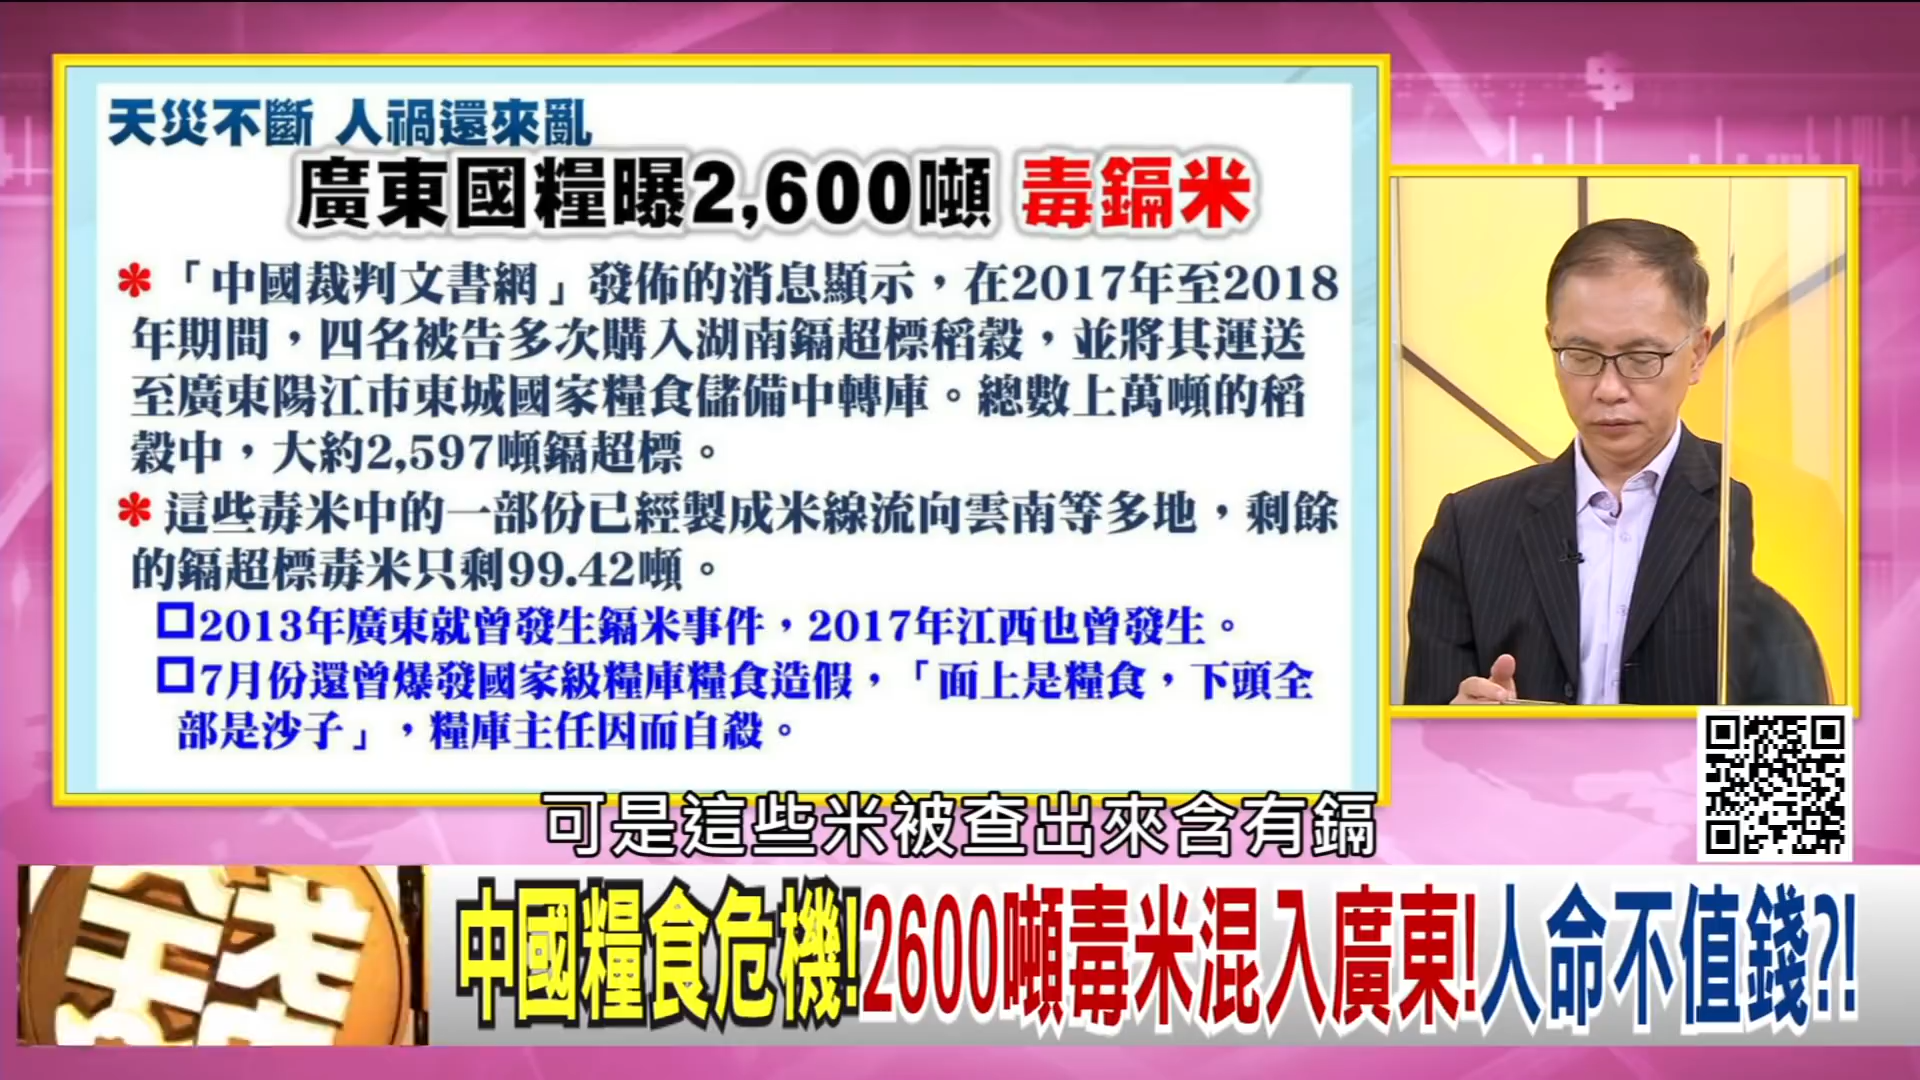 天災不斷 人禍還來亂
廣東國糧曝2,600噸 毒鎘米
＊「中國裁判文書網」發佈的消息顯示，在2017年至2018
年期間，四名被告多次購入湖南鎘超標稻穀，並將其運送
至廣東陽江市東城國家糧食儲備中轉庫。總數上萬噸的稻
穀中，大約2,597噸鎘超標。
＊這些毒米中的一部份已經製成米線流向雲南等多地，剩餘
的鎘超標毒米只剩99.42噸。
□2013年廣東就曾發生鎘米事件，2017年江西也曾發生。
□7月份還曾爆發國家級糧庫糧食造假，「面上是糧食，下頭全
部是沙子」，糧庫主任因而自殺。
可是這些米被查出來含有鎘
中國糧食危機!2600噸毒米混入廣東!人命不值錢?!